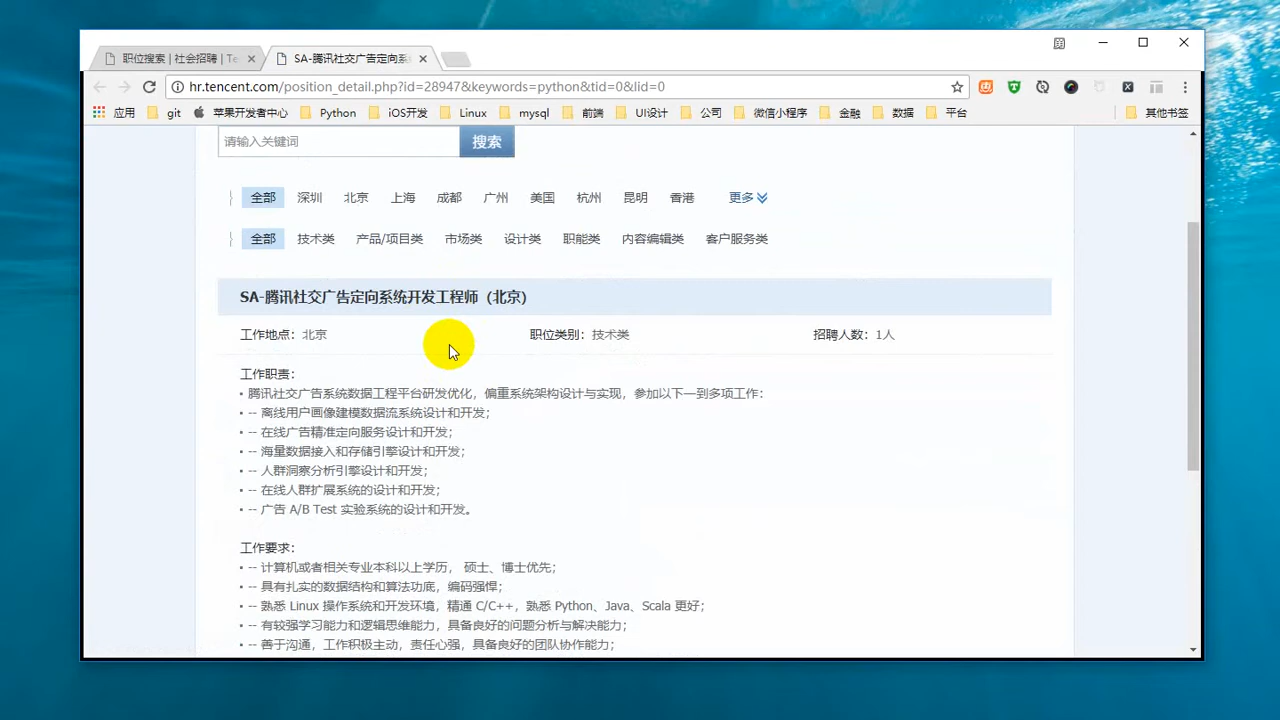 职位搜索 | 社会招聘 | Te
SA-腾讯社交广告定向系
hr.tencent.com/position_detail.php?id=28947&keywords=python&tid=0&lid=0
应用 git 苹果开发者中心 Python iOS开发 Linux mysql 前端 UI设计 公司 微信小程序 金融 数据 平台 其他书签
请输入关键词 搜索
全部 深圳 北京 上海 成都 广州 美国 杭州 昆明 香港 更多
全部 技术类 产品/项目类 市场类 设计类 职能类 内容编辑类 客户服务类
SA-腾讯社交广告定向系统开发工程师（北京）
工作地点：北京 职位类别：技术类 招聘人数：1人
工作职责：
• 腾讯社交广告系统数据工程平台研发优化，偏重系统架构设计与实现，参加以下一到多项工作：
• -- 离线用户画像建模数据流系统设计和开发；
• -- 在线广告精准定向服务设计和开发；
• -- 海量数据接入和存储引擎设计和开发；
• -- 人群洞察分析引擎设计和开发；
• -- 在线人群扩展系统的设计和开发；
• -- 广告 A/B Test 实验系统的设计和开发。
工作要求：
• -- 计算机或者相关专业本科以上学历， 硕士、博士优先；
• -- 具有扎实的数据结构和算法功底，编码强悍；
• -- 熟悉 Linux 操作系统和开发环境，精通 C/C++，熟悉 Python、Java、Scala 更好；
• -- 有较强学习能力和逻辑思维能力，具备良好的问题分析与解决能力；
• -- 善于沟通，工作积极主动，责任心强，具备良好的团队协作能力；